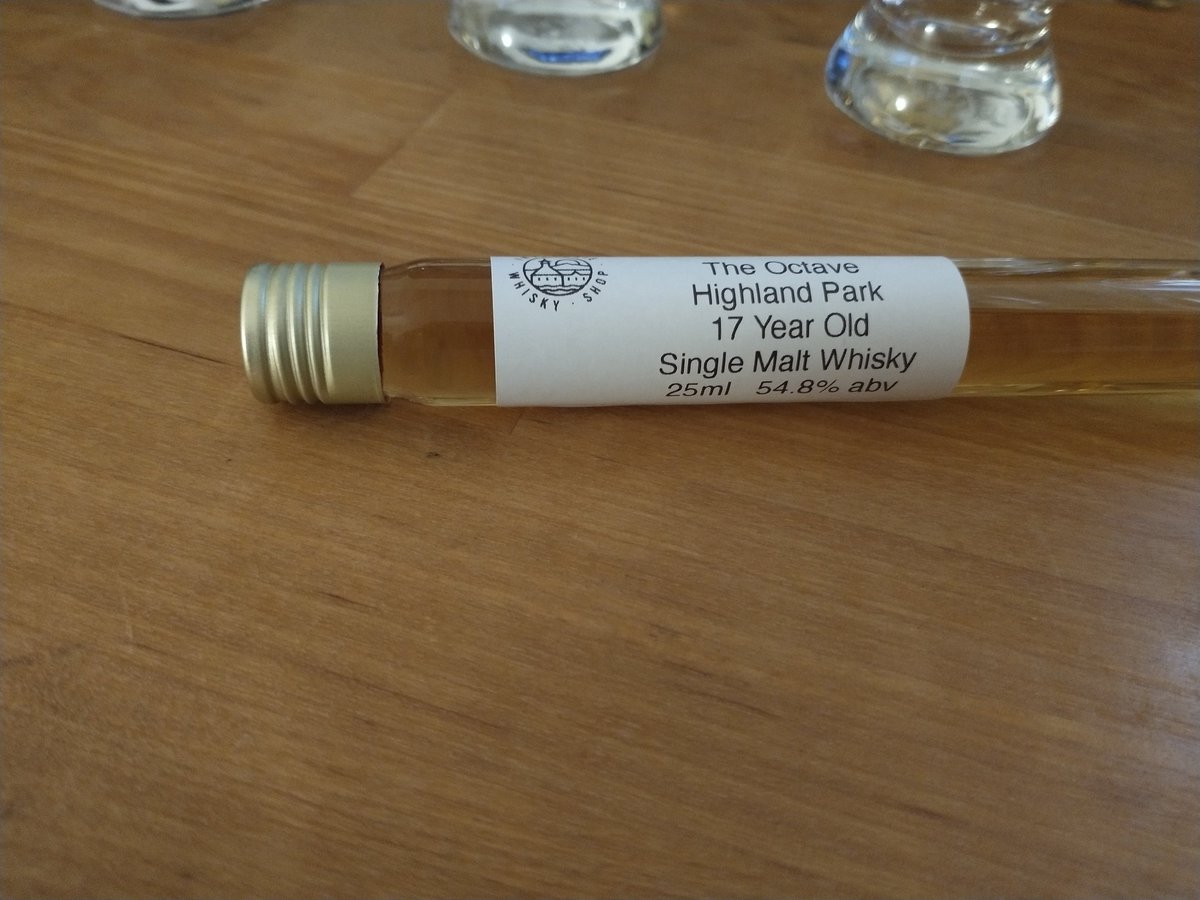 WHISKY · SHOP
The Octave
Highland Park
17 Year Old
Single Malt Whisky
25ml 54.8% abv